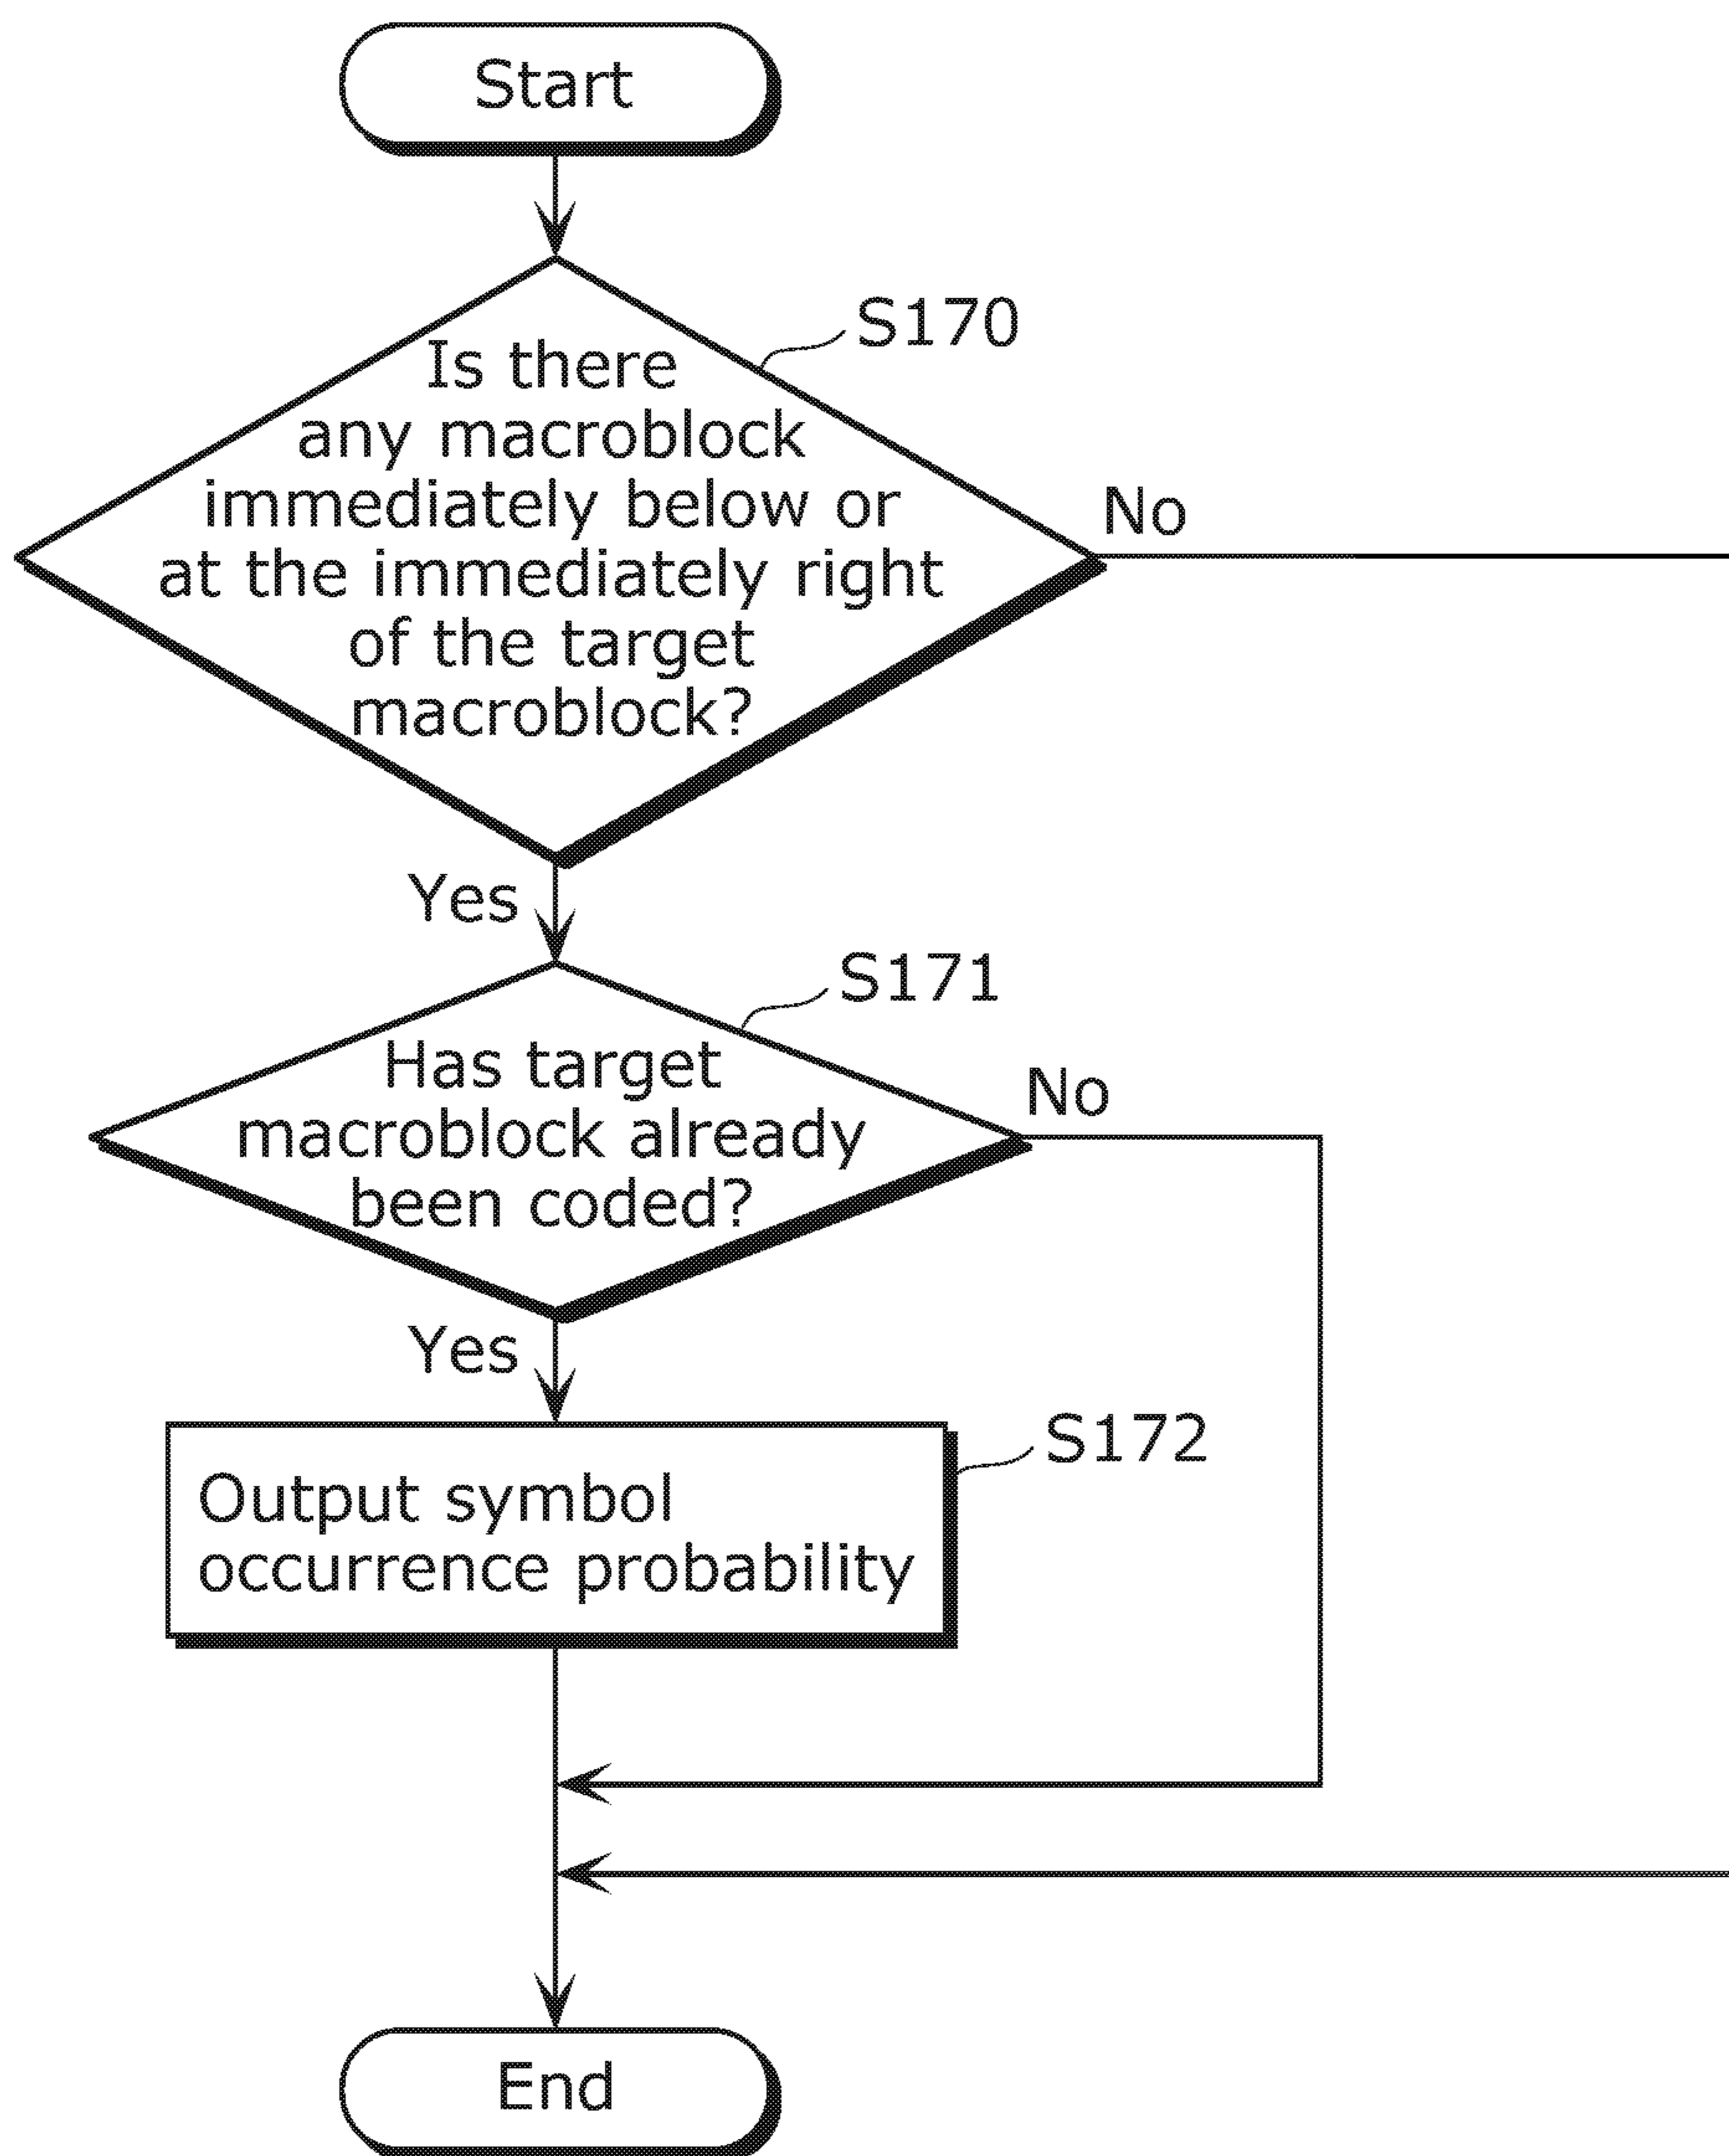 Start
S170
Is there
any macroblock
immediately below or
at the immediately right
of the target
macroblock?
No
Yes
S171
Has target
macroblock already
been coded?
No
Yes
S172
Output symbol
occurrence probability
End